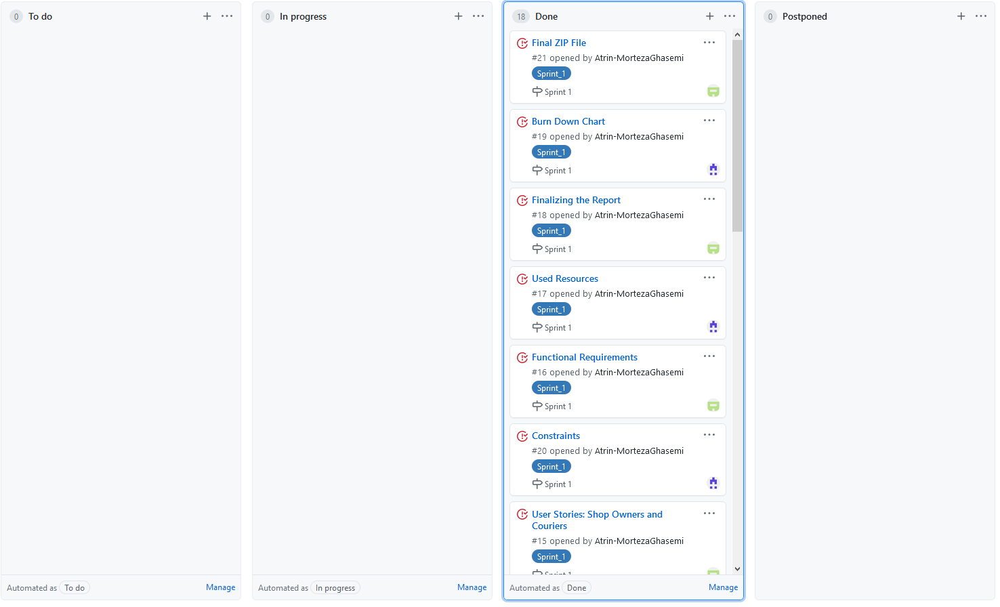 0 To do
0 In progress
18 Done
0 Postponed
Final ZIP File
#21 opened by Atrin-MortezaGhasemi
Sprint_1
Sprint 1
Burn Down Chart
#19 opened by Atrin-MortezaGhasemi
Sprint_1
Sprint 1
Finalizing the Report
#18 opened by Atrin-MortezaGhasemi
Sprint_1
Sprint 1
Used Resources
#17 opened by Atrin-MortezaGhasemi
Sprint_1
Sprint 1
Functional Requirements
#16 opened by Atrin-MortezaGhasemi
Sprint_1
Sprint 1
Constraints
#20 opened by Atrin-MortezaGhasemi
Sprint_1
Sprint 1
User Stories: Shop Owners and
Couriers
#15 opened by Atrin-MortezaGhasemi
Sprint_1
Sprint 1
Automated as To do Manage
Automated as In progress Manage
Automated as Done Manage